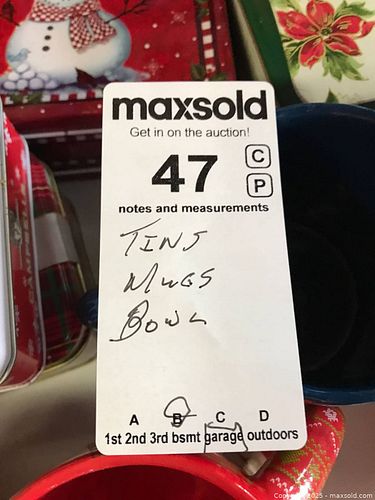 maxsold
Get in on the auction!
47 C
P
notes and measurements
TINS
MUGS
BOWL
A B C D
1st 2nd 3rd bsmt garage outdoors
Copyright 2025 - maxsold.com